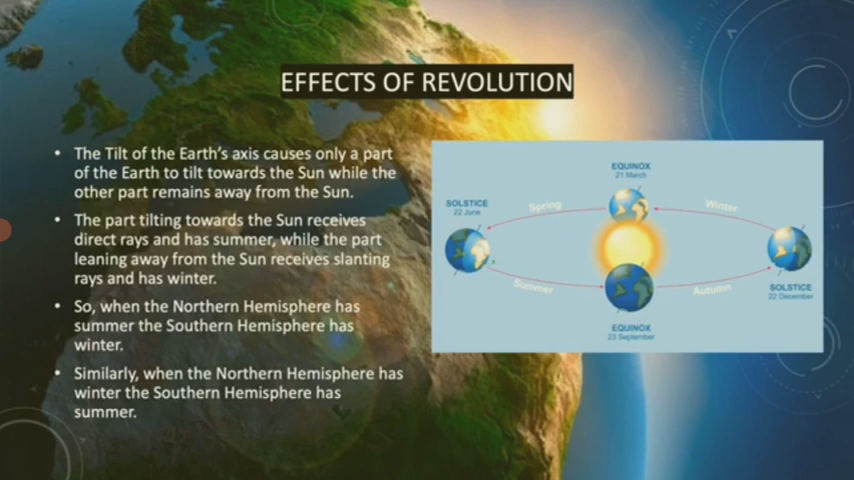 EFFECTS OF REVOLUTION
• The Tilt of the Earth's axis causes only a part
of the Earth to tilt towards the Sun while the
other part remains away from the Sun.
• The part tilting towards the Sun receives
direct rays and has summer, while the part
leaning away from the Sun receives slanting
rays and has winter.
• So, when the Northern Hemisphere has
summer the Southern Hemisphere has
winter.
• Similarly, when the Northern Hemisphere has
winter the Southern Hemisphere has
summer.
EQUINOX
21 March
SOLSTICE
22 June
Spring
Winter
Summer
Autumn
SOLSTICE
22 December
EQUINOX
23 September